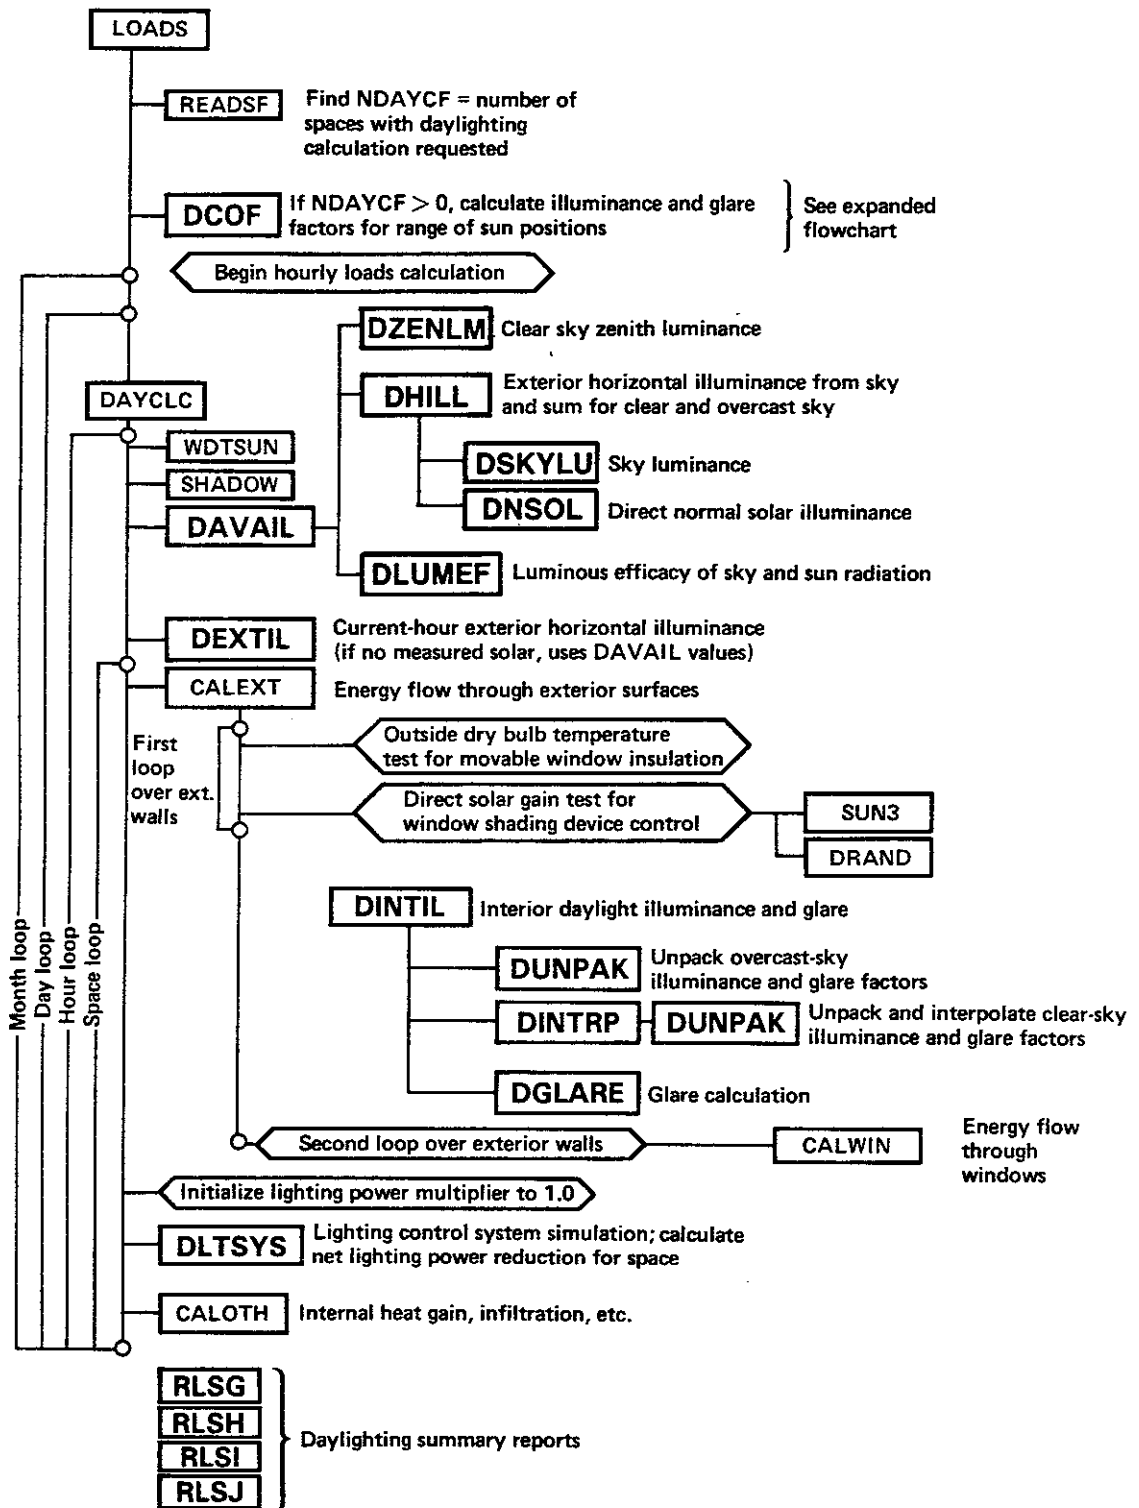 LOADS
READSF
Find NDAYCF = number of
spaces with daylighting
calculation requested
DCOF
If NDAYCF > 0, calculate illuminance and glare
factors for range of sun positions
See expanded
flowchart
Begin hourly loads calculation
DZENLM
Clear sky zenith luminance
DHILL
Exterior horizontal illuminance from sky
and sum for clear and overcast sky
DAYCLC
WDTSUN
DSKYLU
Sky luminance
SHADOW
DNSOL
Direct normal solar illuminance
DAVAIL
DLUMEF
Luminous efficacy of sky and sun radiation
DEXTIL
Current-hour exterior horizontal illuminance
(if no measured solar, uses DAVAIL values)
CALEXT
Energy flow through exterior surfaces
First
loop
over ext.
walls
Outside dry bulb temperature
test for movable window insulation
Direct solar gain test for
window shading device control
SUN3
DRAND
DINTIL
Interior daylight illuminance and glare
Month loop
Day loop
Hour loop
Space loop
DUNPAK
Unpack overcast-sky
illuminance and glare factors
DINTRP
DUNPAK
Unpack and interpolate clear-sky
illuminance and glare factors
DGLARE
Glare calculation
Second loop over exterior walls
CALWIN
Energy flow
through
windows
Initialize lighting power multiplier to 1.0
DLTSYS
Lighting control system simulation; calculate
net lighting power reduction for space
CALOTH
Internal heat gain, infiltration, etc.
RLSG
RLSH
RLSI
RLSJ
Daylighting summary reports